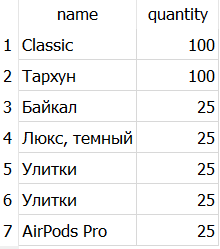 name quantity
1 Classic 100
2 Тархун 100
3 Байкал 25
4 Люкс, темный 25
5 Улитки 25
6 Улитки 25
7 AirPods Pro 25